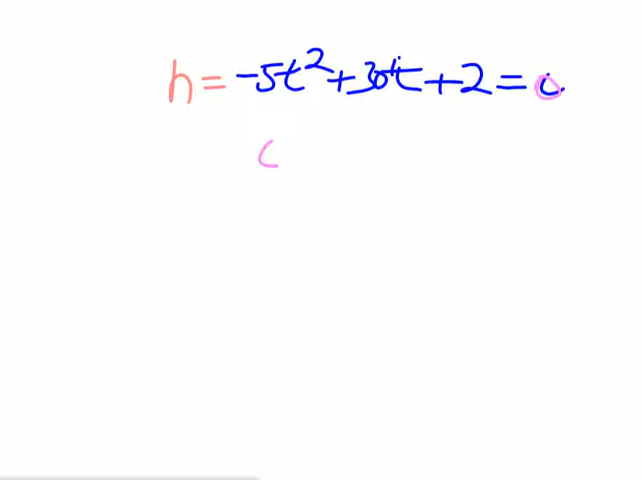 h = -5t² + 30t + 2 = 0